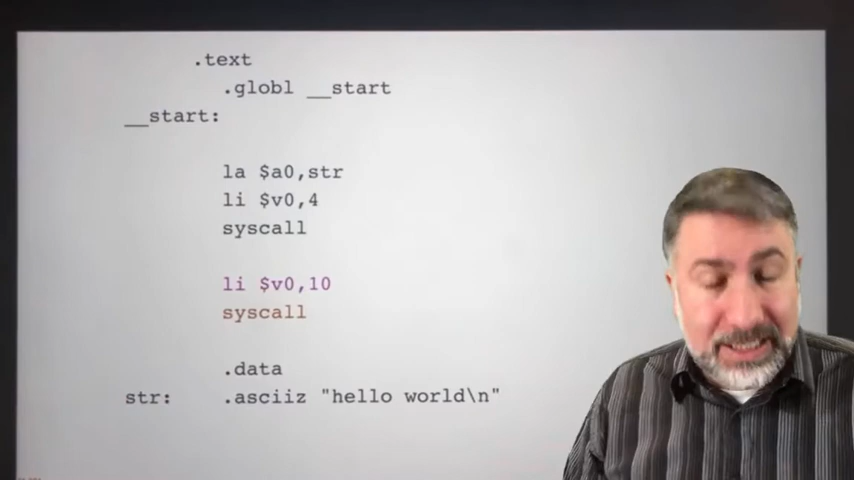 .text
.globl __start
__start:
la $a0,str
li $v0,4
syscall
li $v0,10
syscall
.data
str: .asciiz "hello world\n"